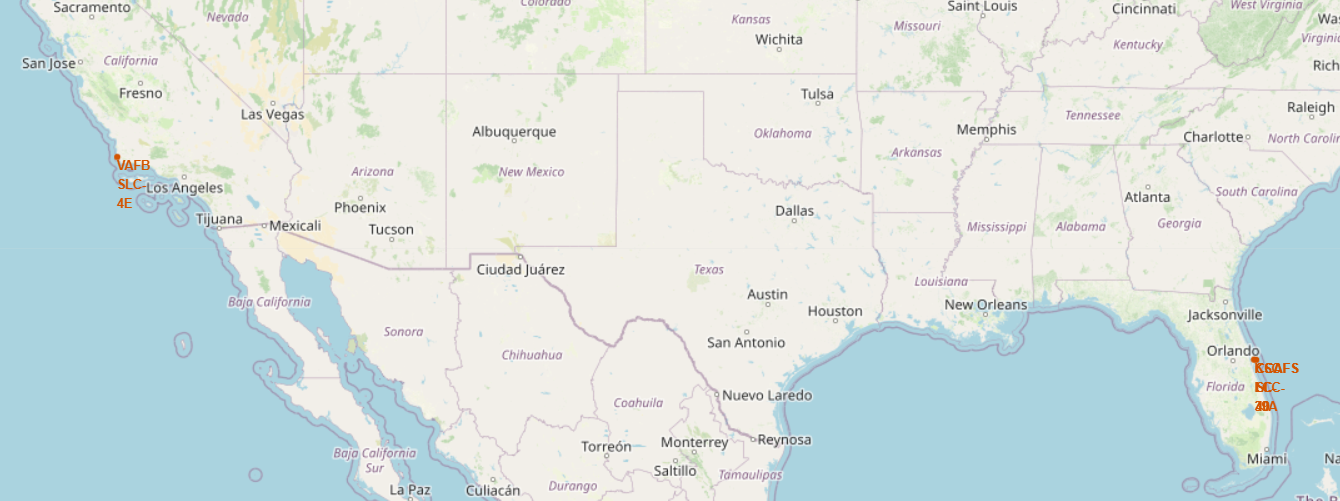 Sacramento
Nevada
Colorado
Kansas
Saint Louis
Cincinnati
West Virginia
Missouri
Wichita
Kentucky
Virginia
San Jose
California
Fresno
Las Vegas
Tulsa
Raleigh
Albuquerque
Oklahoma
Memphis
Tennessee
Charlotte
North Carolin
VAFB
SLC-
4E
Los Angeles
Arizona
New Mexico
Arkansas
South Carolina
Phoenix
Dallas
Atlanta
Tijuana
Mexicali
Tucson
Mississippi
Alabama
Georgia
Ciudad Juárez
Texas
Louisiana
Baja California
Austin
Houston
New Orleans
Jacksonville
Sonora
San Antonio
Chihuahua
Orlando
Florida
Nuevo Laredo
Coahuila
Torreón
Monterrey
Reynosa
Miami
Baja California
Sur
Saltillo
Tamaulipas
La Paz
Culiacán
Durango